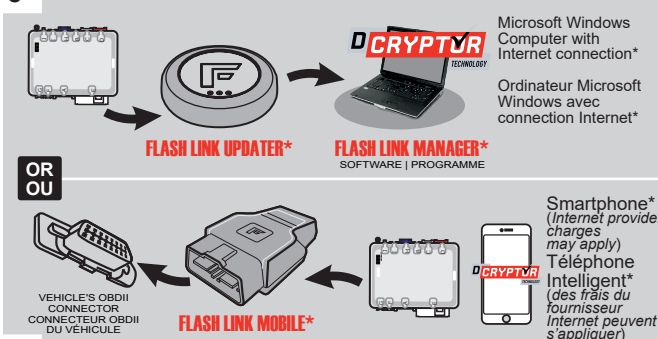 DCRYPTOR
TECHNOLOGY
Microsoft Windows
Computer with
Internet connection*
Ordinateur Microsoft
Windows avec
connection Internet*
FLASH LINK UPDATER*
FLASH LINK MANAGER*
SOFTWARE | PROGRAMME
OR
OU
VEHICLE'S OBDII
CONNECTOR
CONNECTEUR OBDII
DU VÉHICULE
FLASH LINK MOBILE*
DCRYPTOR
TECHNOLOGY
Smartphone*
(Internet provider
charges
may apply)
Téléphone
Intelligent*
(des frais du
fournisseur
Internet peuvent
s'appliquer)